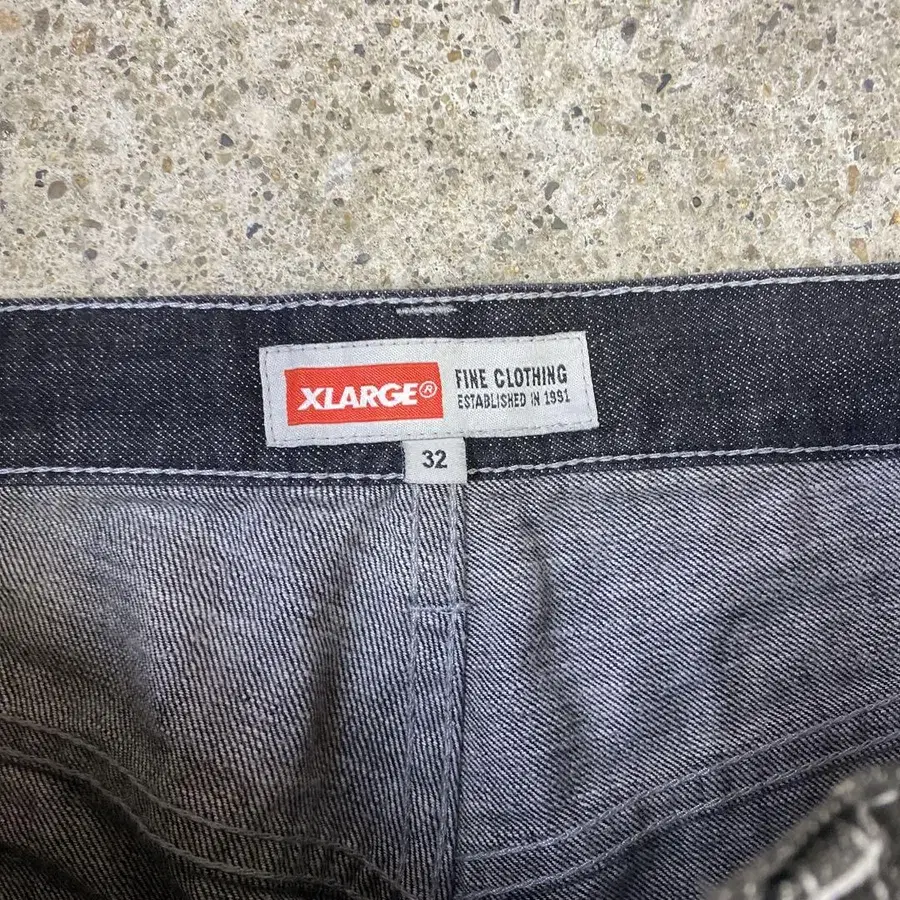 XLARGE®
FINE CLOTHING
ESTABLISHED IN 1991
32